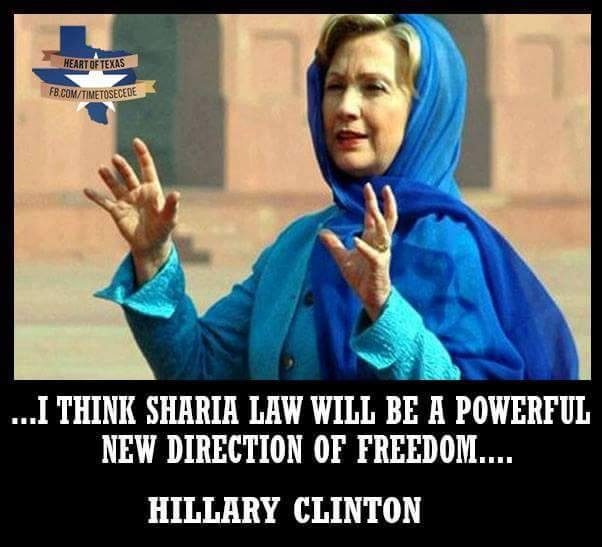 HEART OF TEXAS
FB.COM/TIMETOSECEDE
...I THINK SHARIA LAW WILL BE A POWERFUL
NEW DIRECTION OF FREEDOM....
HILLARY CLINTON